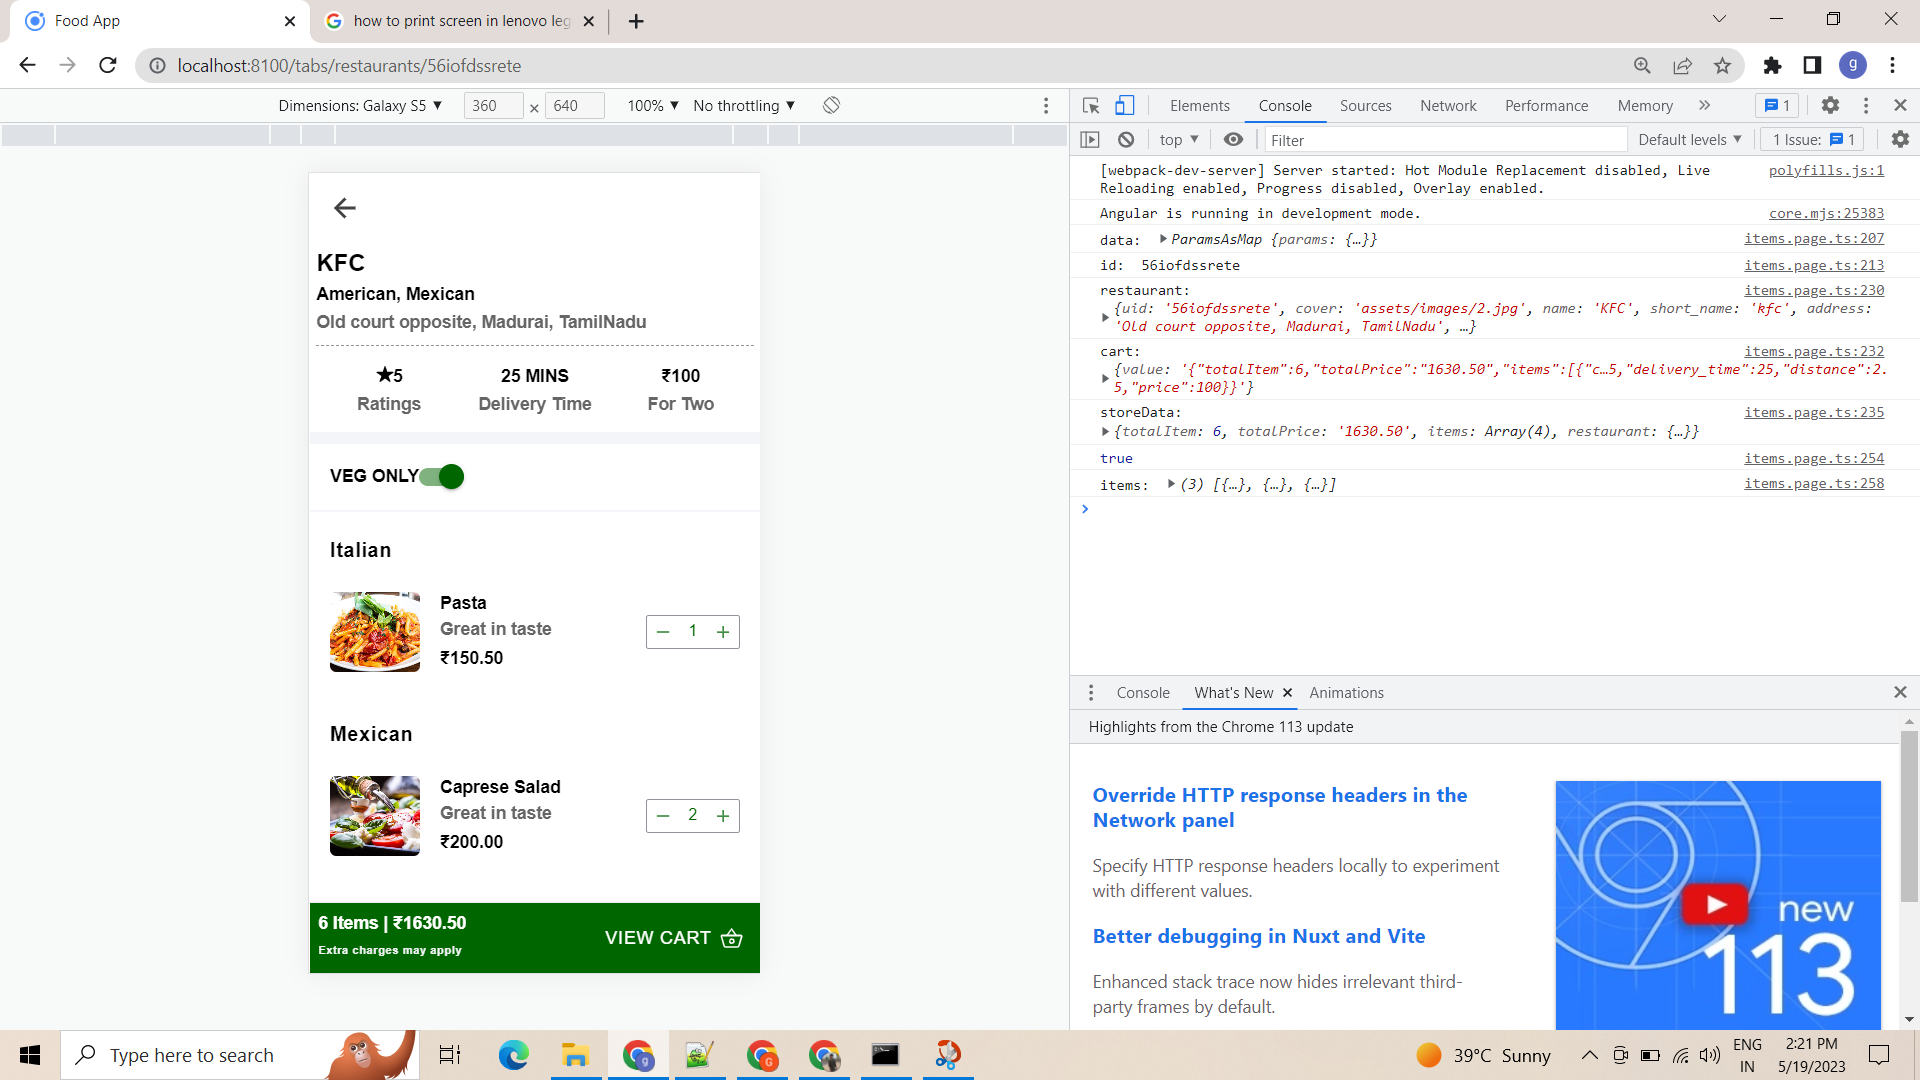 Food App
how to print screen in lenovo leg
localhost:8100/tabs/restaurants/56iofdssrete
g
Dimensions: Galaxy S5 ▼ 360 × 640 100% ▼ No throttling ▼
Elements Console Sources Network Performance Memory » 1
top ▼ Filter Default levels ▼ 1 Issue: 1
[webpack-dev-server] Server started: Hot Module Replacement disabled, Live polyfills.js:1
Reloading enabled, Progress disabled, Overlay enabled.
Angular is running in development mode. core.mjs:25383
data: ParamsAsMap {params: {…}} items.page.ts:207
id: 56iofdssrete items.page.ts:213
restaurant: items.page.ts:230
{uid: '56iofdssrete', cover: 'assets/images/2.jpg', name: 'KFC', short_name: 'kfc', address:
'Old court opposite, Madurai, TamilNadu', …}
cart: items.page.ts:232
{value: '{"totalItem":6,"totalPrice":"1630.50","items":[{"c…5,"delivery_time":25,"distance":2.
5,"price":100}}'}
storeData: items.page.ts:235
{totalItem: 6, totalPrice: '1630.50', items: Array(4), restaurant: {…}}
true items.page.ts:254
items: (3) [{…}, {…}, {…}] items.page.ts:258
KFC
American, Mexican
Old court opposite, Madurai, TamilNadu
★5 25 MINS ₹100
Ratings Delivery Time For Two
VEG ONLY
Italian
Pasta
Great in taste
₹150.50
− 1 +
Mexican
Caprese Salad
Great in taste
₹200.00
− 2 +
6 Items | ₹1630.50
Extra charges may apply
VIEW CART
Console What's New Animations
Highlights from the Chrome 113 update
Override HTTP response headers in the
Network panel
Specify HTTP response headers locally to experiment
with different values.
Better debugging in Nuxt and Vite
Enhanced stack trace now hides irrelevant third-
party frames by default.
new
113
Type here to search
g
G
39°C Sunny
ENG
IN
2:21 PM
5/19/2023